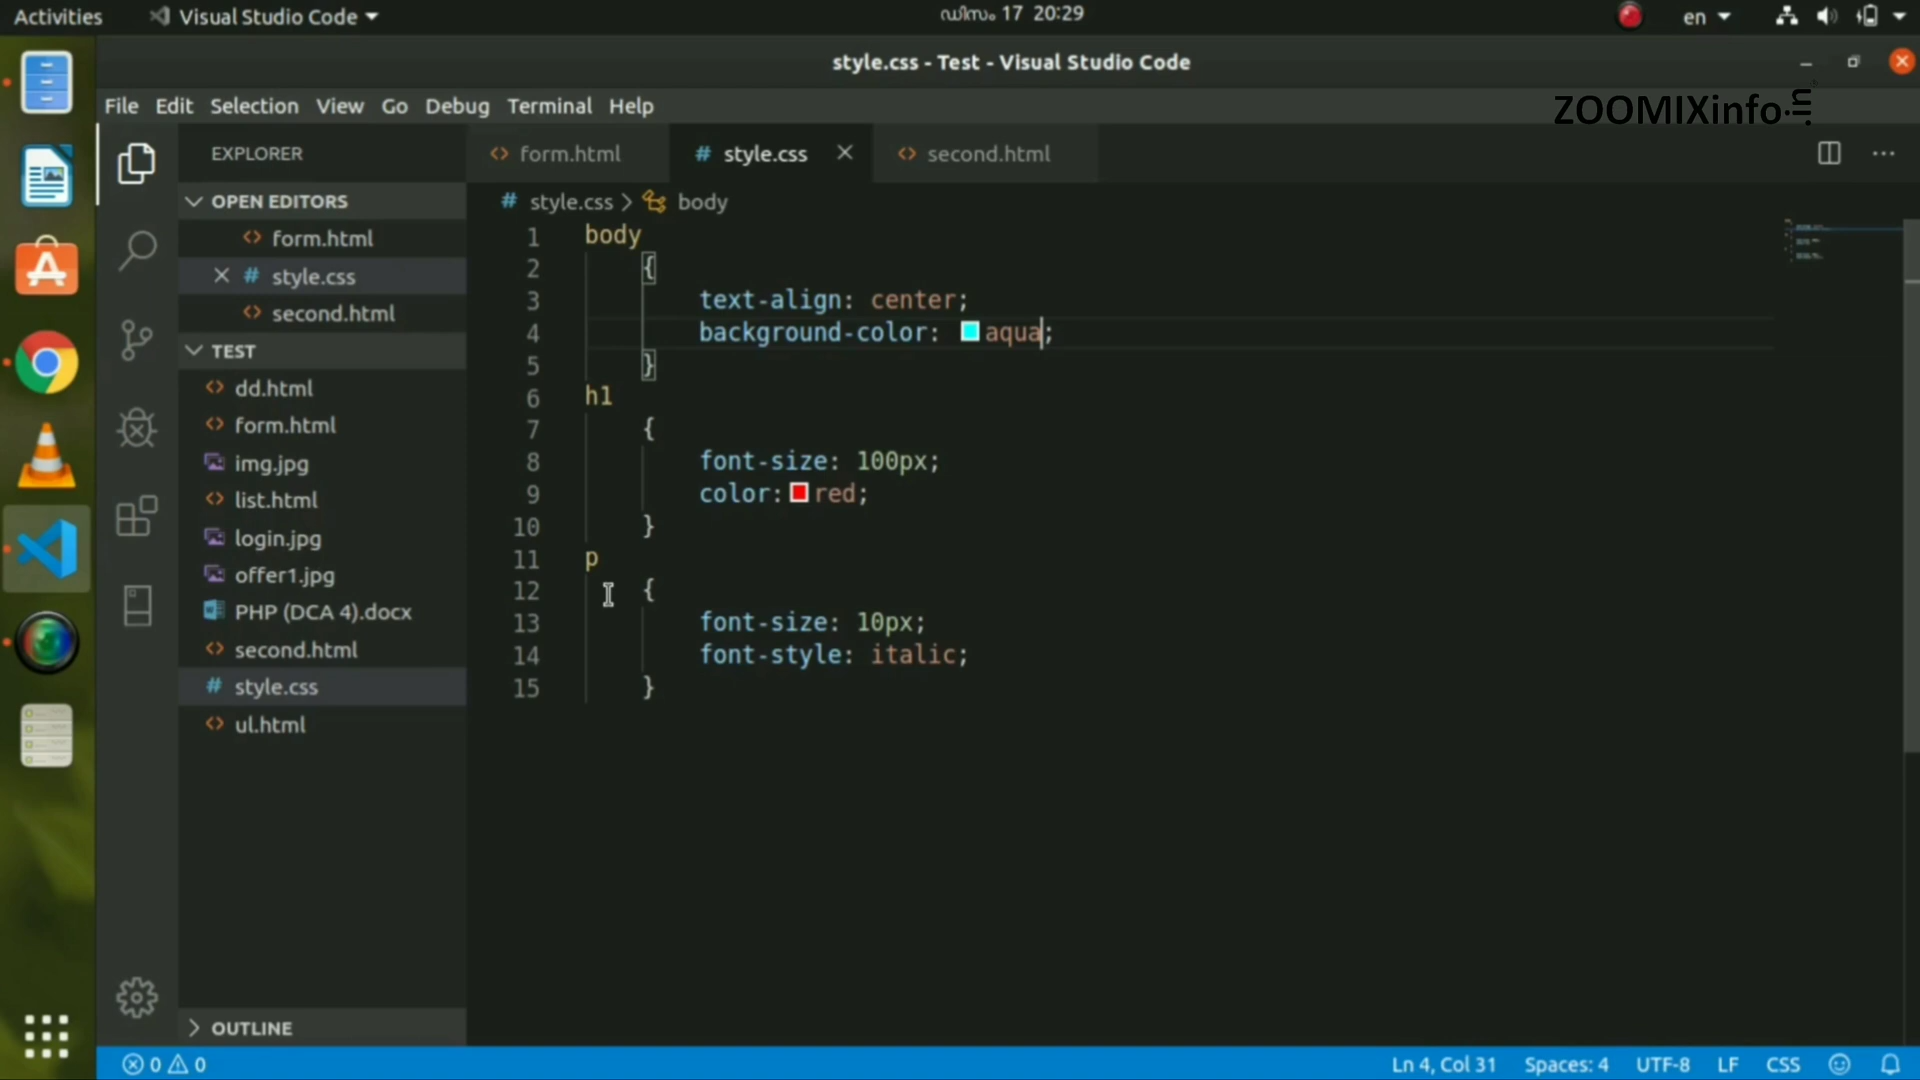 Activities Visual Studio Code ഡിസം 17 20:29 en
style.css - Test - Visual Studio Code
File Edit Selection View Go Debug Terminal Help
ZOOMIXinfo.in
EXPLORER
form.html style.css second.html
OPEN EDITORS
form.html
style.css
second.html
TEST
dd.html
form.html
img.jpg
list.html
login.jpg
offer1.jpg
PHP (DCA 4).docx
second.html
style.css
ul.html
OUTLINE
# style.css > body
1 body
2 {
3 text-align: center;
4 background-color: aqua;
5 }
6 h1
7 {
8 font-size: 100px;
9 color: red;
10 }
11 p
12 {
13 font-size: 10px;
14 font-style: italic;
15 }
0 0 Ln 4, Col 31 Spaces: 4 UTF-8 LF CSS